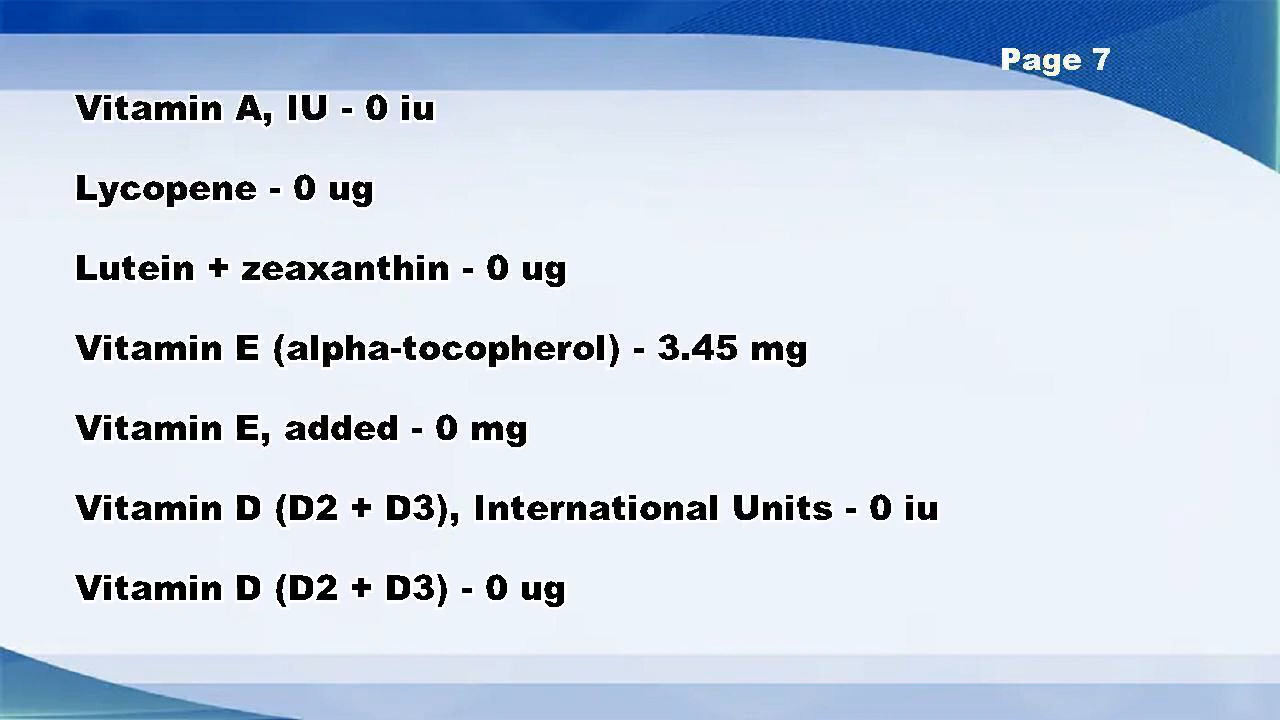 Page 7
Vitamin A, IU - 0 iu
Lycopene - 0 ug
Lutein + zeaxanthin - 0 ug
Vitamin E (alpha-tocopherol) - 3.45 mg
Vitamin E, added - 0 mg
Vitamin D (D2 + D3), International Units - 0 iu
Vitamin D (D2 + D3) - 0 ug